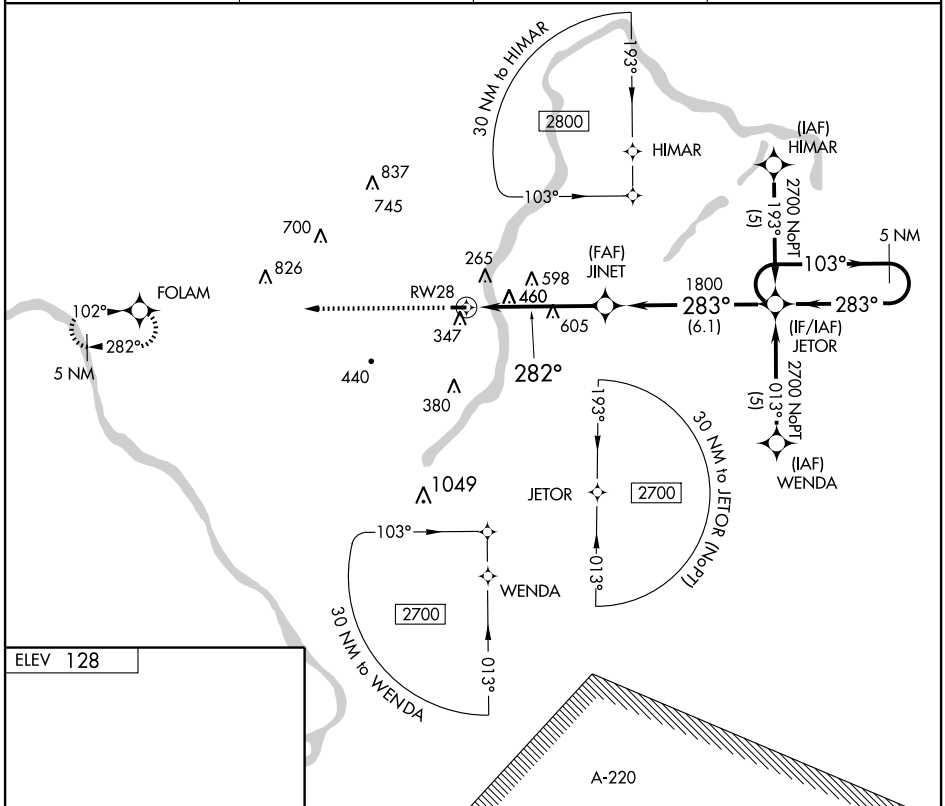 30 NM to HIMAR
193°
2800
HIMAR
103°
(IAF)
HIMAR
2700 NoPT
193°
(5)
5 NM
103°
837
745
700
826
265
598
460
605
RW28
347
(FAF)
JINET
1800
283°
(6.1)
283°
(IF/IAF)
JETOR
FOLAM
102°
282°
5 NM
440
380
282°
2700 NoPT
013°
(5)
(IAF)
WENDA
193°
30 NM to JETOR (NoPT)
JETOR
2700
013°
1049
103°
WENDA
2700
013°
30 NM to WENDA
ELEV 128
A-220